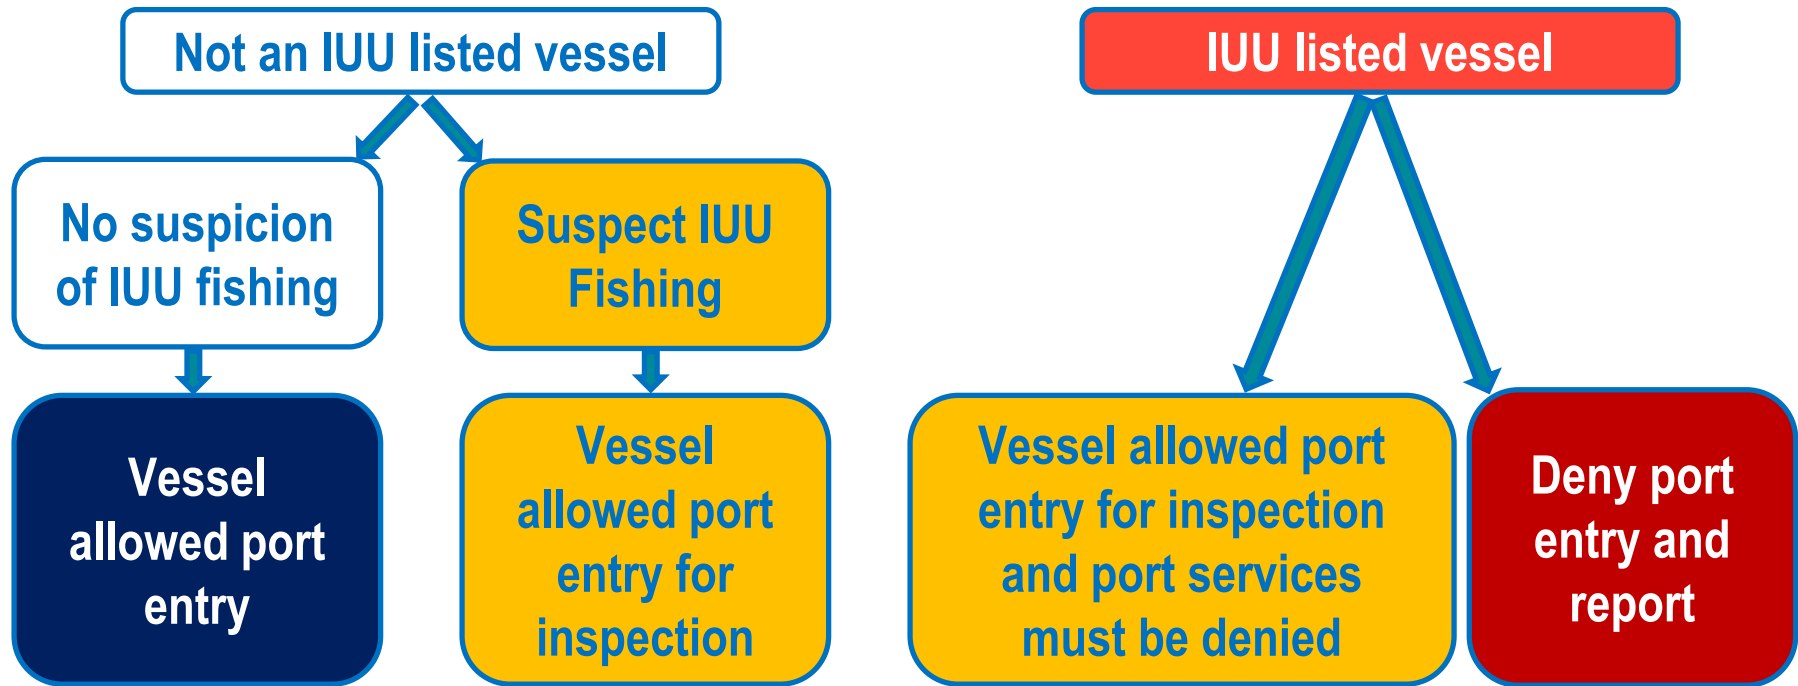 Not an IUU listed vessel
IUU listed vessel
No suspicion
of IUU fishing
Suspect IUU
Fishing
Vessel
allowed port
entry
Vessel
allowed port
entry for
inspection
Vessel allowed port
entry for inspection
and port services
must be denied
Deny port
entry and
report